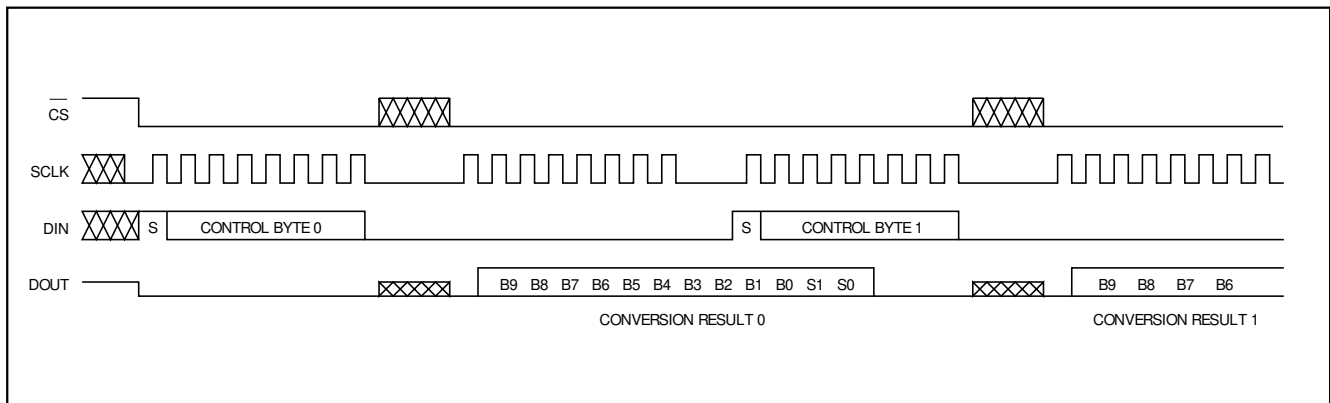 CS
SCLK
DIN S CONTROL BYTE 0 S CONTROL BYTE 1
DOUT B9 B8 B7 B6 B5 B4 B3 B2 B1 B0 S1 S0 B9 B8 B7 B6
CONVERSION RESULT 0 CONVERSION RESULT 1